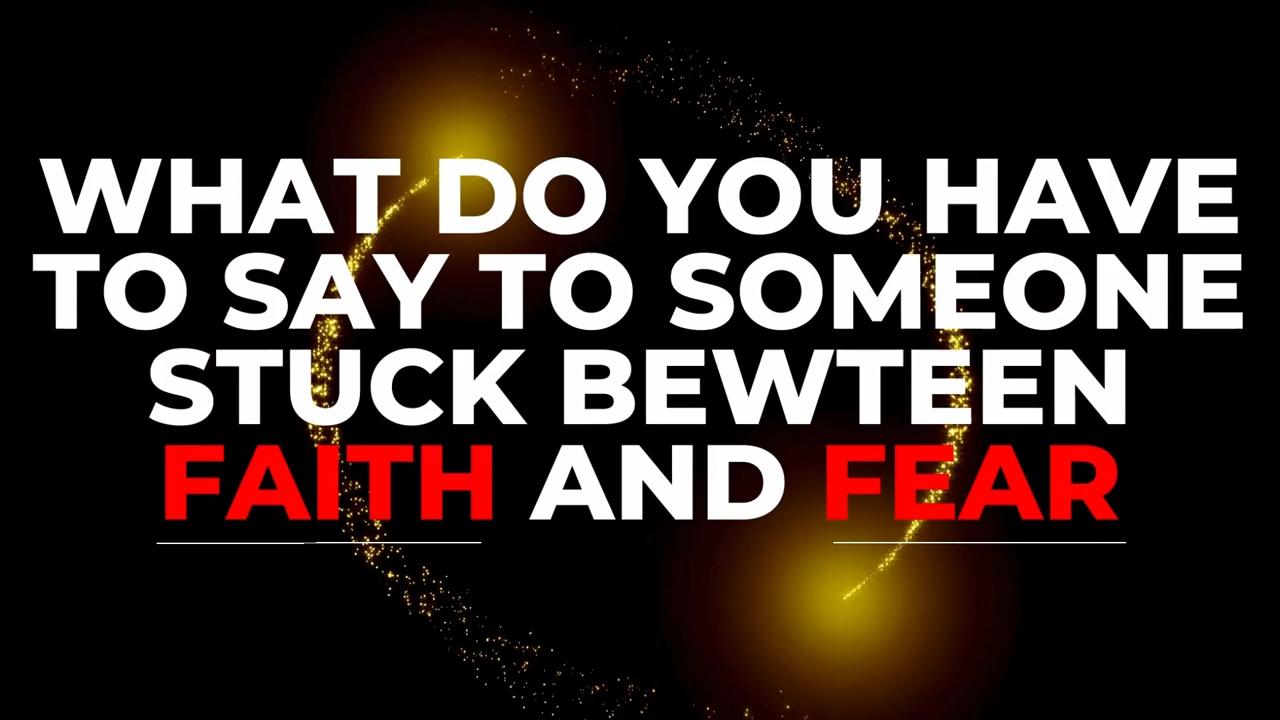 WHAT DO YOU HAVE
TO SAY TO SOMEONE
STUCK BEWTEEN
FAITH AND FEAR